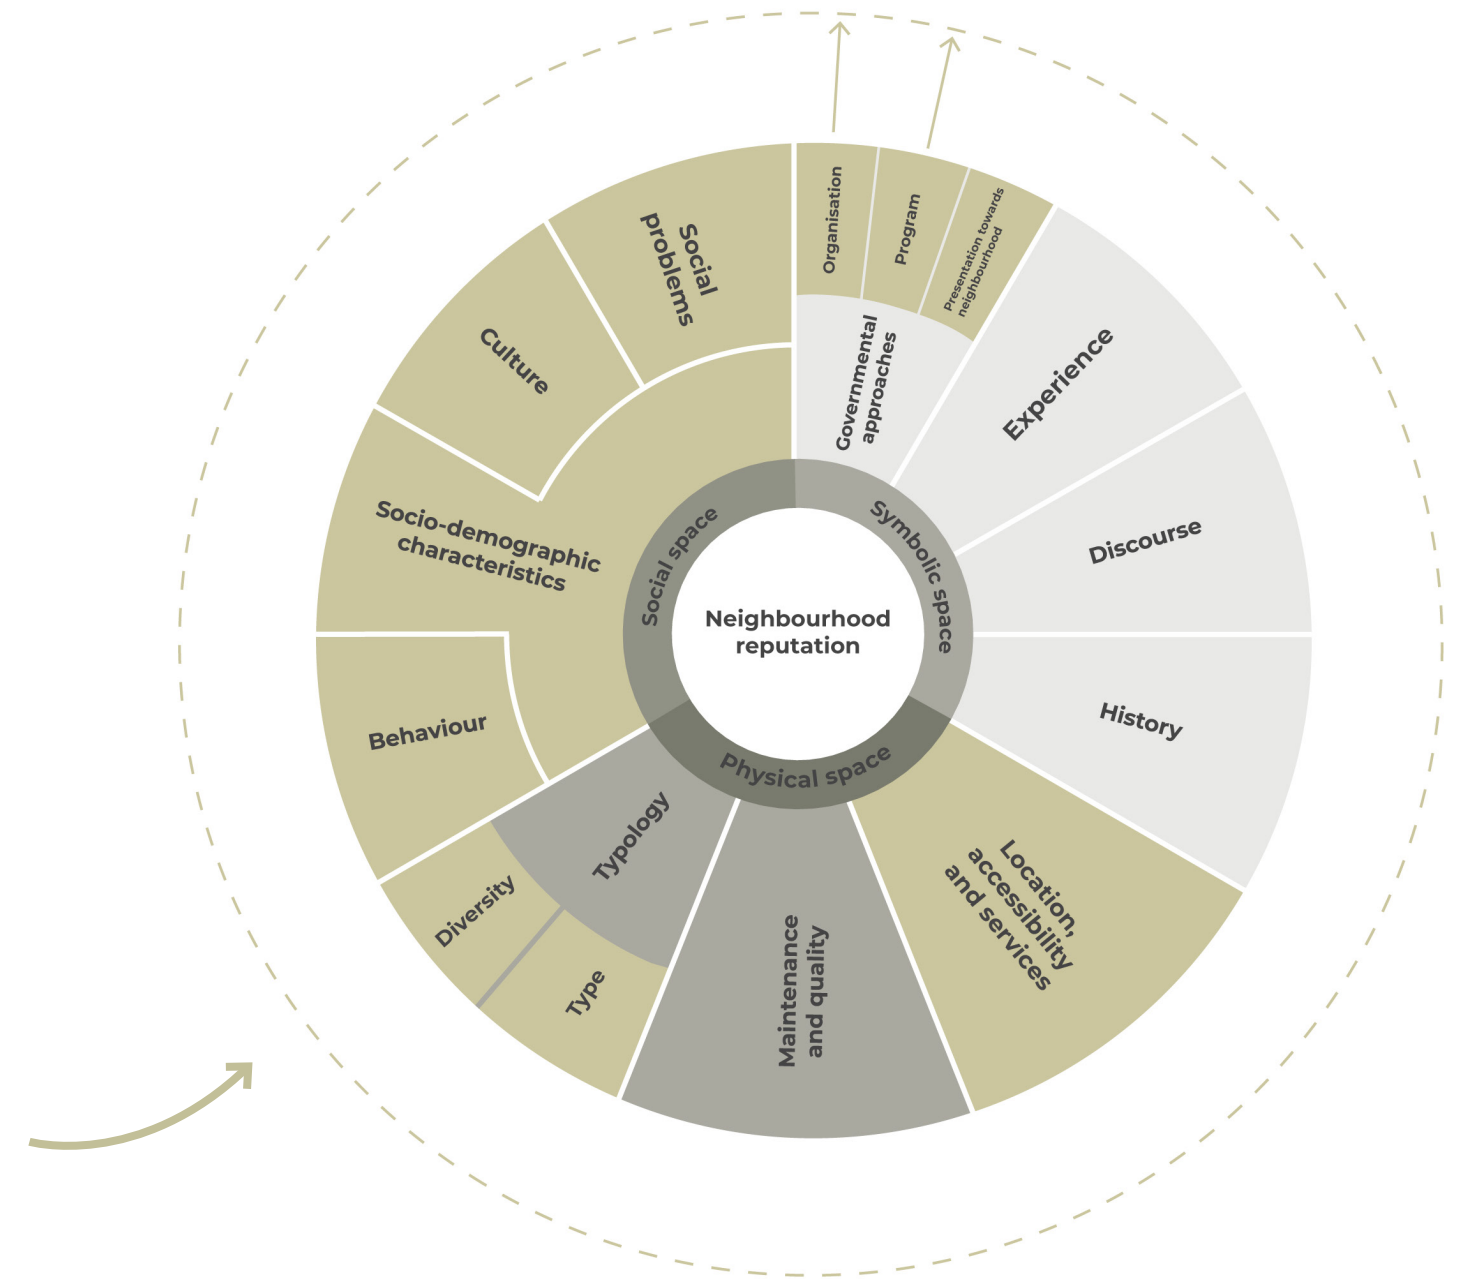 Organisation
Program
Presentation towards
neighbourhood
Governmental
approaches
Experience
Discourse
History
Social
problems
Culture
Socio-demographic
characteristics
Behaviour
Social space
Symbolic space
Physical space
Neighbourhood
reputation
Typology
Diversity
Type
Maintenance
and quality
Location,
accessibility
and services